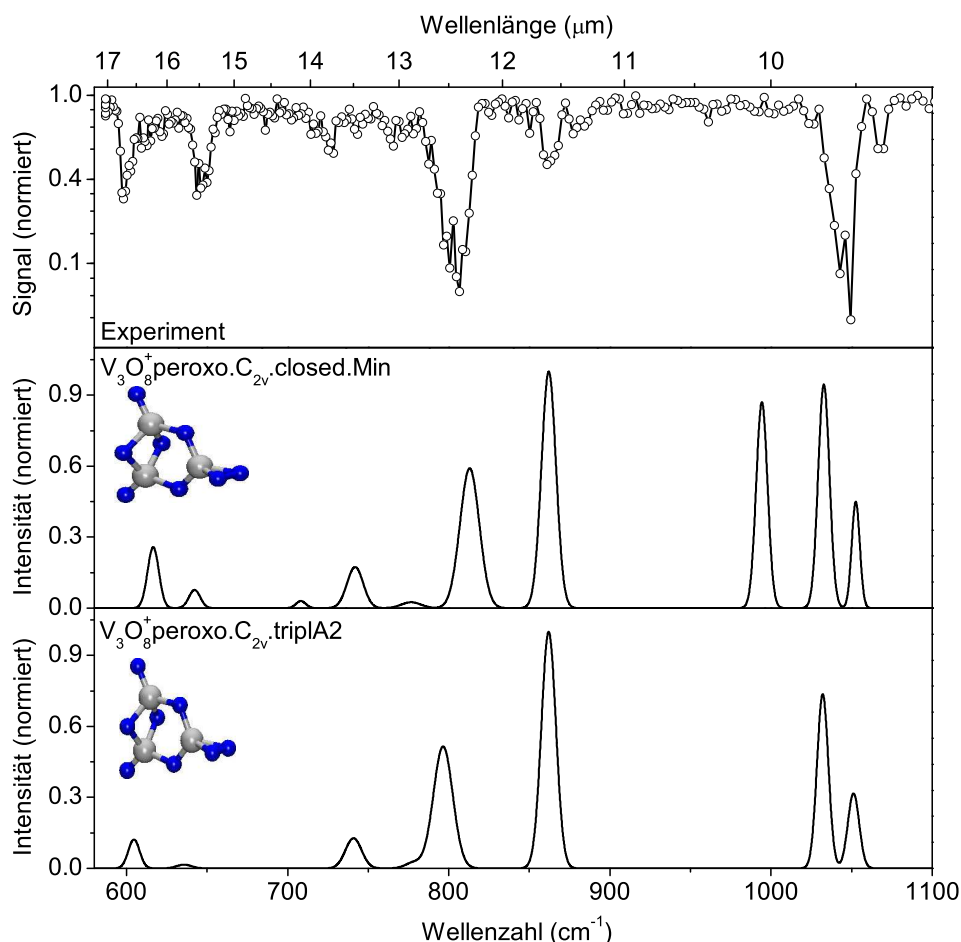 Wellenlänge (µm)
17 16 15 14 13 12 11 10
1.0
0.4
0.1
Signal (normiert)
Experiment
V3O8+peroxo.C2v.closed.Min
0.9
0.6
0.3
0.0
Intensität (normiert)
V3O8+peroxo.C2v.triplA2
0.9
0.6
0.3
0.0
Intensität (normiert)
600 700 800 900 1000 1100
Wellenzahl (cm-1)